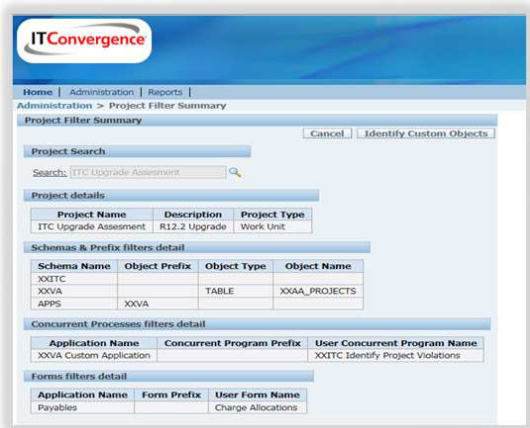 ITConvergence
Home | Administration | Reports |
Administration > Project Filter Summary
Project Filter Summary
Cancel Identify Custom Objects
Project Search
Search: ITC Upgrade Assesment
Project details
Project Name Description Project Type
ITC Upgrade Assesment R12.2 Upgrade Work Unit
Schemas & Prefix filters detail
Schema Name Object Prefix Object Type Object Name
XXITC
XXVA TABLE XXAA_PROJECTS
APPS XXVA
Concurrent Processes filters detail
Application Name Concurrent Program Prefix User Concurrent Program Name
XXVA Custom Application XXITC Identify Project Violations
Forms filters detail
Application Name Form Prefix User Form Name
Payables Charge Allocations